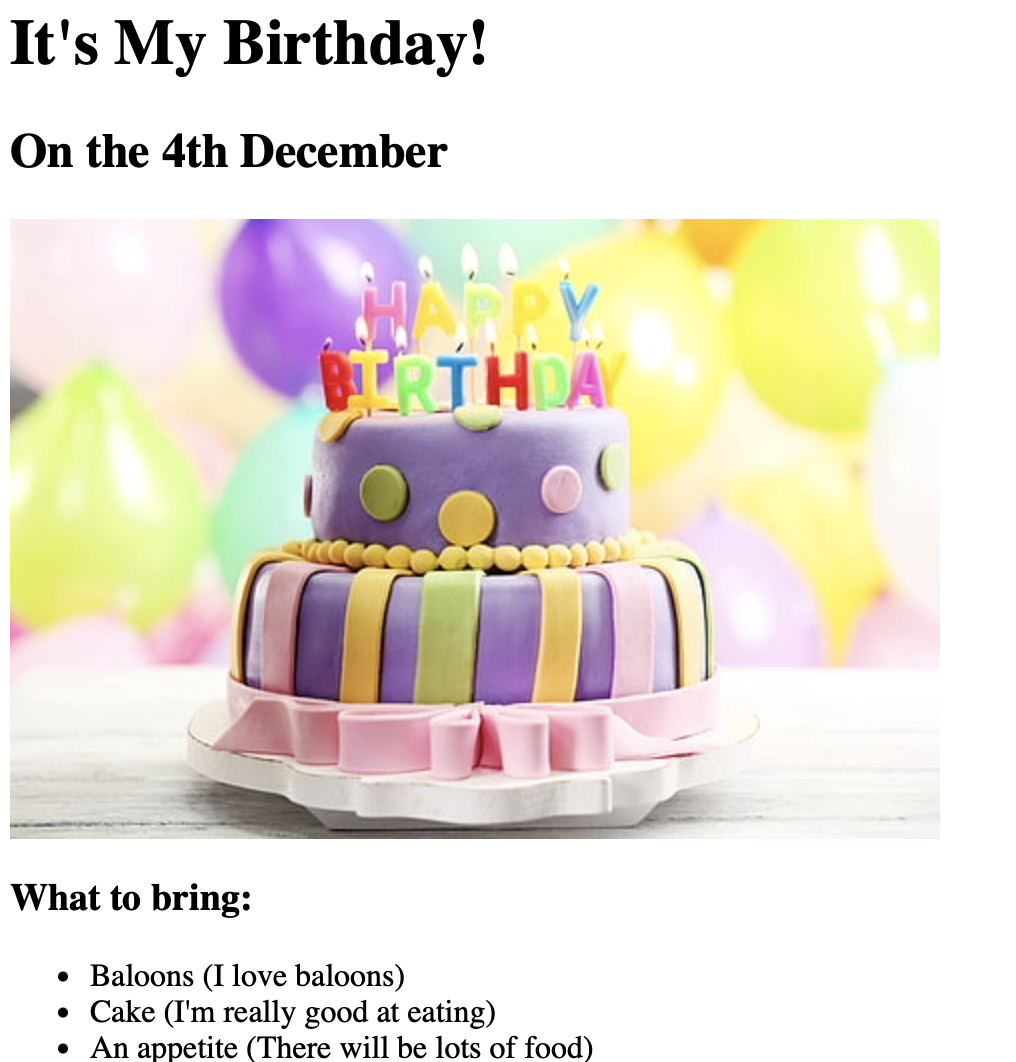 It's My Birthday!
On the 4th December
HAPPY
BIRTHDAY
What to bring:
Baloons (I love baloons)
Cake (I'm really good at eating)
An appetite (There will be lots of food)